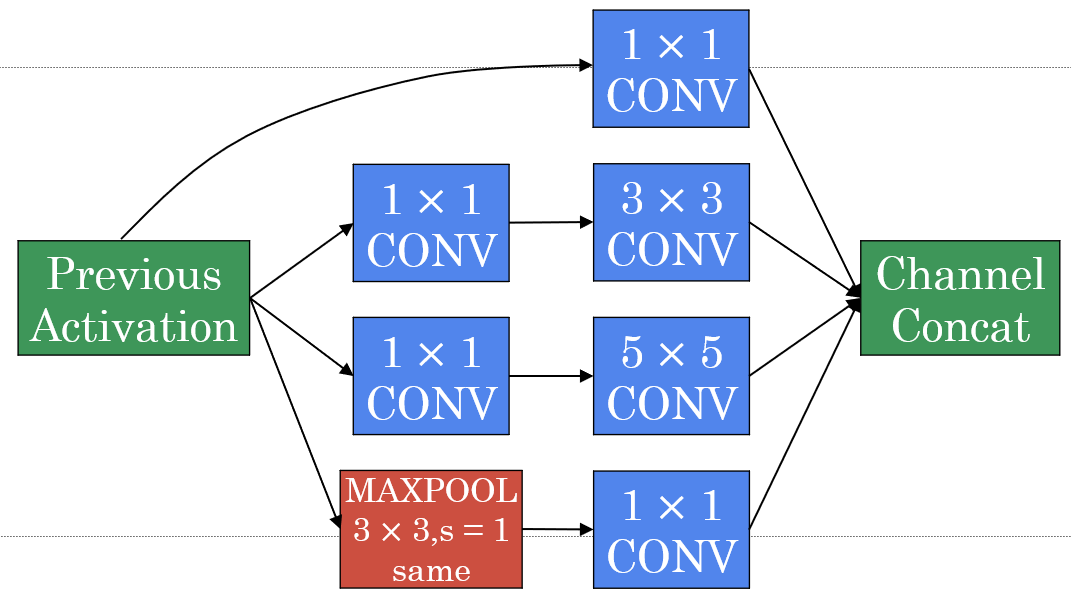 1 × 1
CONV
1 × 1
CONV
3 × 3
CONV
Previous
Activation
Channel
Concat
1 × 1
CONV
5 × 5
CONV
MAXPOOL
3 × 3,s = 1
same
1 × 1
CONV